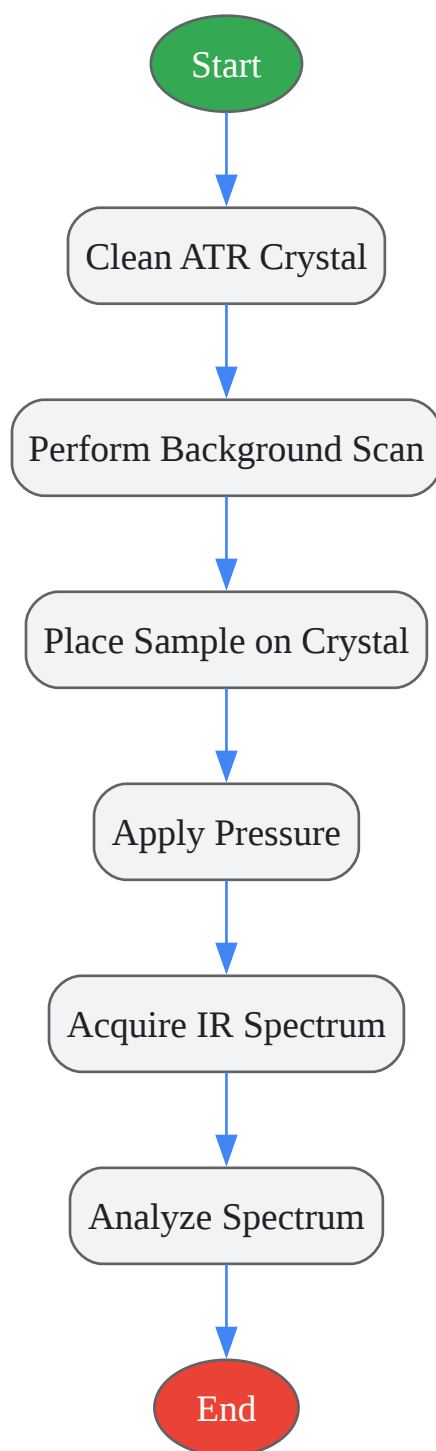 Start
Clean ATR Crystal
Perform Background Scan
Place Sample on Crystal
Apply Pressure
Acquire IR Spectrum
Analyze Spectrum
End